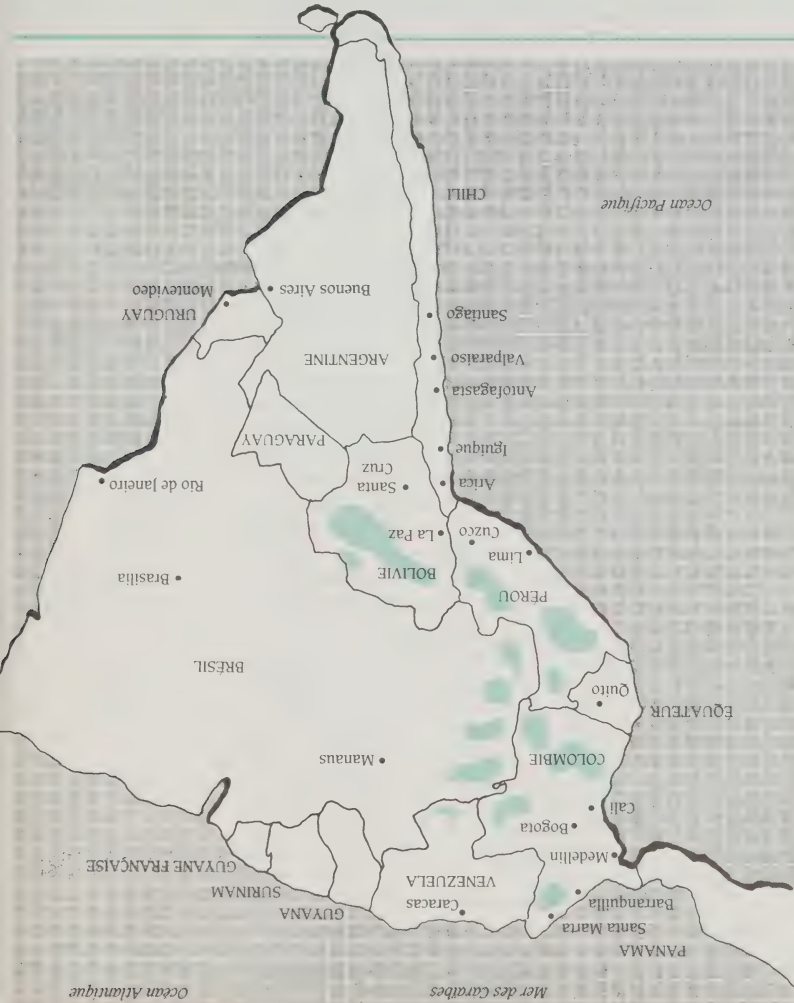 Mer des Caraïbes
Océan Atlantique
PANAMA
Santa Marta
Barranquilla
Caracas
VENEZUELA
GUYANA
SURINAM
GUYANE FRANÇAISE
Medellin
Bogota
Cali
COLOMBIE
Manaus
ÉQUATEUR
Quito
BRÉSIL
PÉROU
Brasilia
BOLIVIE
Lima
Cuzco
La Paz
Santa
Cruz
Arica
Rio de Janeiro
Iguique
PARAGUAY
Antofagasta
Valparaiso
ARGENTINE
Santiago
URUGUAY
Montevideo
Buenos Aires
Océan Pacifique
CHILI